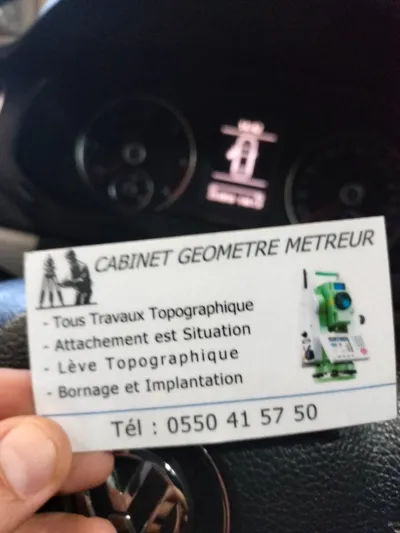 CABINET GEOMETRE METREUR
- Tous Travaux Topographique
- Attachement est Situation
- Lève Topographique
- Bornage et Implantation
Tél : 0550 41 57 50